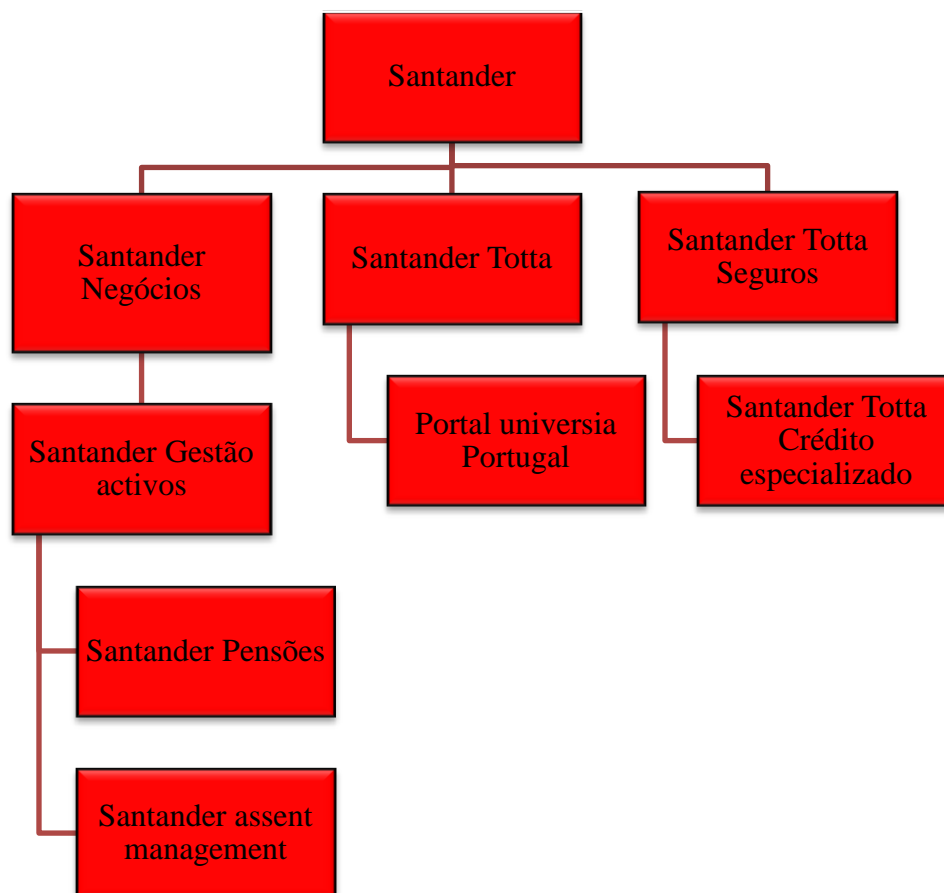 Santander
Santander
Negócios
Santander Totta
Santander Totta
Seguros
Santander Gestão
activos
Portal universia
Portugal
Santander Totta
Crédito
especializado
Santander Pensões
Santander assent
management